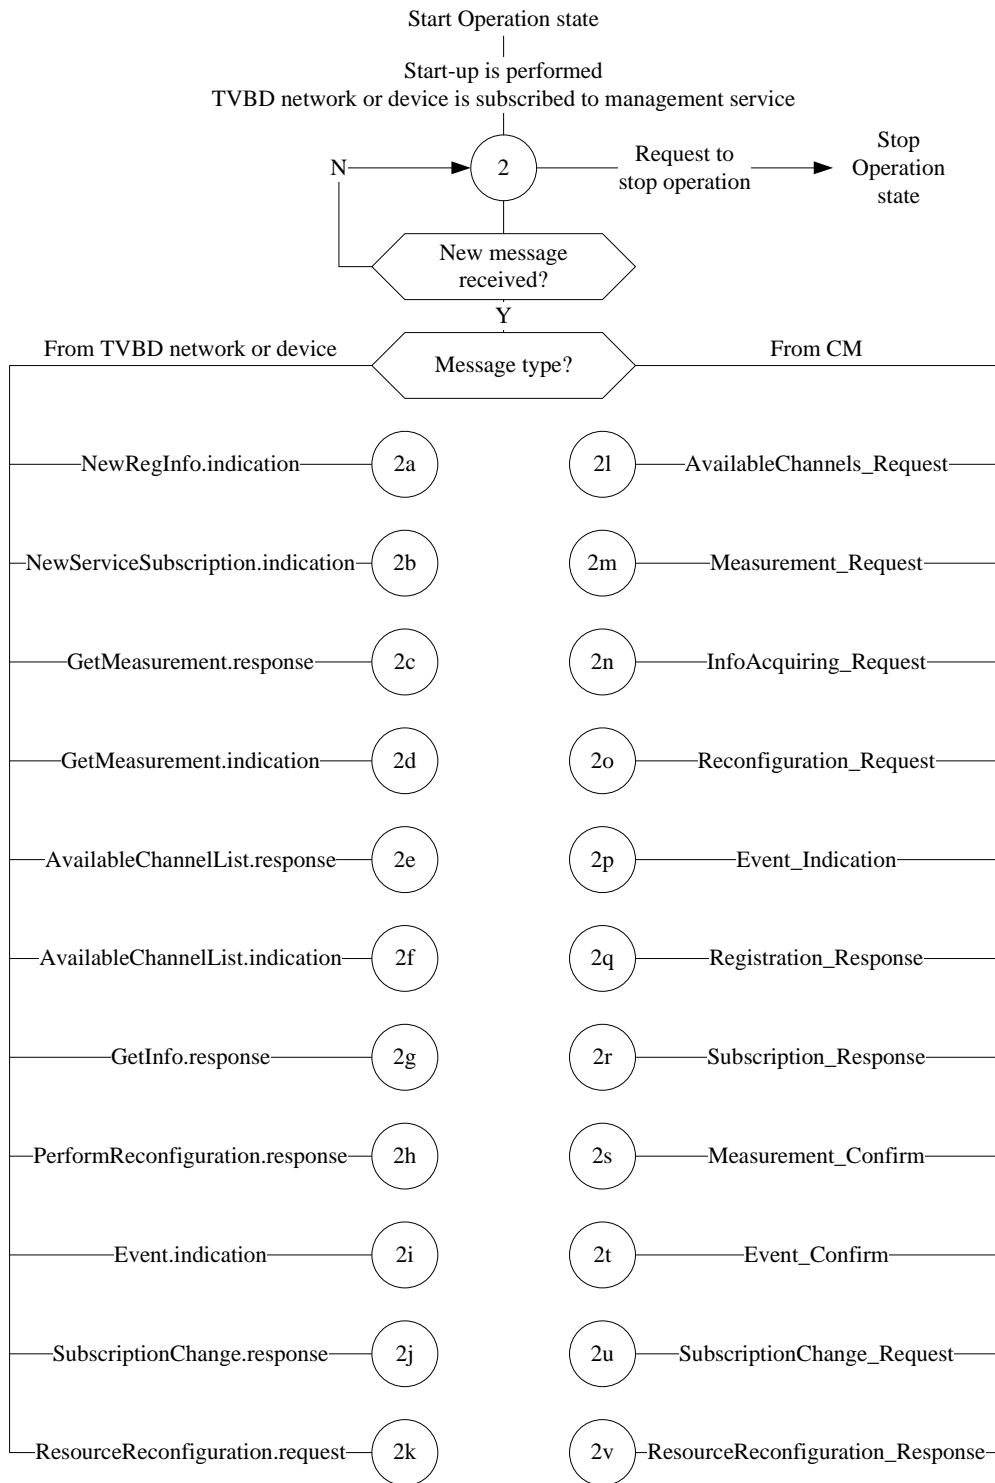 Start Operation state
Start-up is performed
TVBD network or device is subscribed to management service
N
2
Request to
stop operation
Stop
Operation
state
New message
received?
Y
From TVBD network or device
Message type?
From CM
NewRegInfo.indication
2a
2l
AvailableChannels_Request
NewServiceSubscription.indication
2b
2m
Measurement_Request
GetMeasurement.response
2c
2n
InfoAcquiring_Request
GetMeasurement.indication
2d
2o
Reconfiguration_Request
AvailableChannelList.response
2e
2p
Event_Indication
AvailableChannelList.indication
2f
2q
Registration_Response
GetInfo.response
2g
2r
Subscription_Response
PerformReconfiguration.response
2h
2s
Measurement_Confirm
Event.indication
2i
2t
Event_Confirm
SubscriptionChange.response
2j
2u
SubscriptionChange_Request
ResourceReconfiguration.request
2k
2v
ResourceReconfiguration_Response